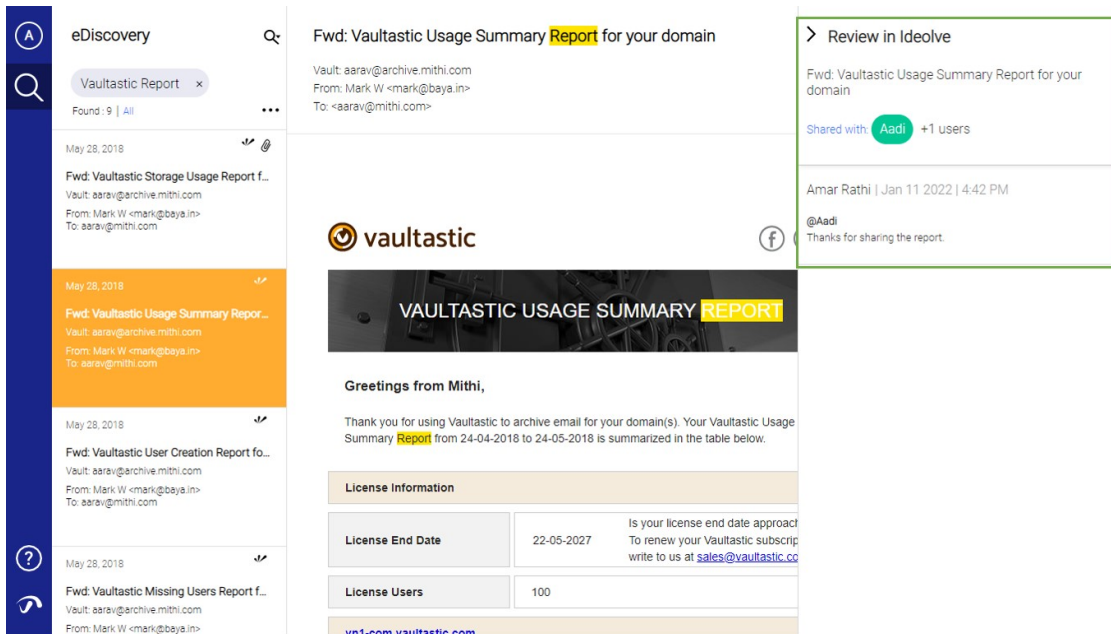 A
eDiscovery
Vaultastic Report ×
Found : 9 | All
May 28, 2018
Fwd: Vaultastic Storage Usage Report f...
Vault: aarav@archive.mithi.com
From: Mark W <mark@baya.in>
To: aarav@mithi.com
May 28, 2018
Fwd: Vaultastic Usage Summary Repor...
Vault: aarav@archive.mithi.com
From: Mark W <mark@baya.in>
To: aarav@mithi.com
May 28, 2018
Fwd: Vaultastic User Creation Report fo...
Vault: aarav@archive.mithi.com
From: Mark W <mark@baya.in>
To: aarav@mithi.com
May 28, 2018
Fwd: Vaultastic Missing Users Report f...
Vault: aarav@archive.mithi.com
From: Mark W <mark@baya.in>
?
Fwd: Vaultastic Usage Summary Report for your domain
Vault: aarav@archive.mithi.com
From: Mark W <mark@baya.in>
To: <aarav@mithi.com>
vaultastic
f
VAULTASTIC USAGE SUMMARY REPORT
Greetings from Mithi,
Thank you for using Vaultastic to archive email for your domain(s). Your Vaultastic Usage
Summary Report from 24-04-2018 to 24-05-2018 is summarized in the table below.
License Information
License End Date 22-05-2027
Is your license end date approach
To renew your Vaultastic subscrip
write to us at sales@vaultastic.co
License Users 100
vn1-com.vaultastic.com
> Review in Ideolve
Fwd: Vaultastic Usage Summary Report for your
domain
Shared with: Aadi +1 users
Amar Rathi | Jan 11 2022 | 4:42 PM
@Aadi
Thanks for sharing the report.